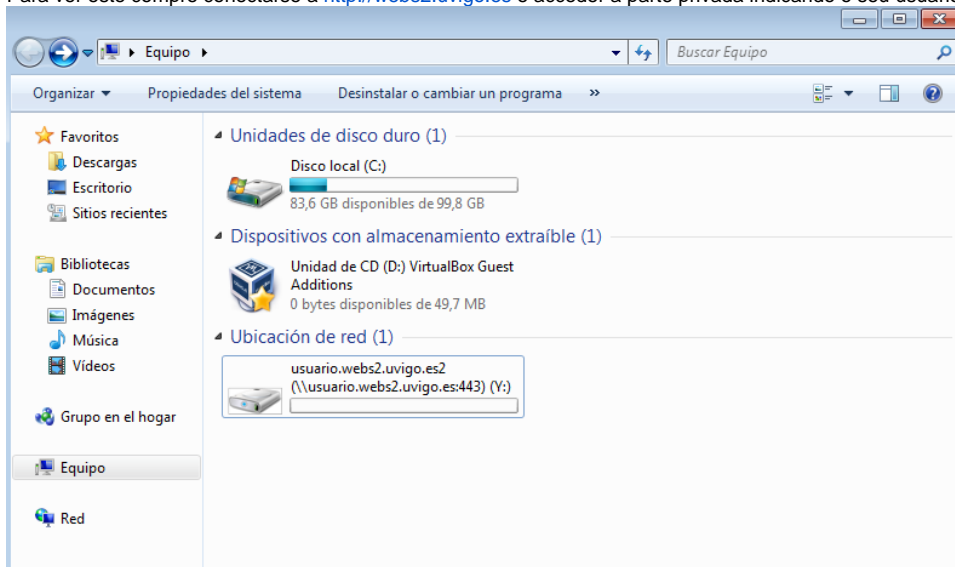 Para ver este compre conectarse a http://webs2.uvigo.es e acceder á parte privada indicando o seu usuario
Equipo
Buscar Equipo
Organizar
Propiedades del sistema
Desinstalar o cambiar un programa
»
Favoritos
Descargas
Escritorio
Sitios recientes
Bibliotecas
Documentos
Imágenes
Música
Vídeos
Grupo en el hogar
Equipo
Red
Unidades de disco duro (1)
Disco local (C:)
83,6 GB disponibles de 99,8 GB
Dispositivos con almacenamiento extraíble (1)
Unidad de CD (D:) VirtualBox Guest
Additions
0 bytes disponibles de 49,7 MB
Ubicación de red (1)
usuario.webs2.uvigo.es2
(\\usuario.webs2.uvigo.es:443) (Y:)